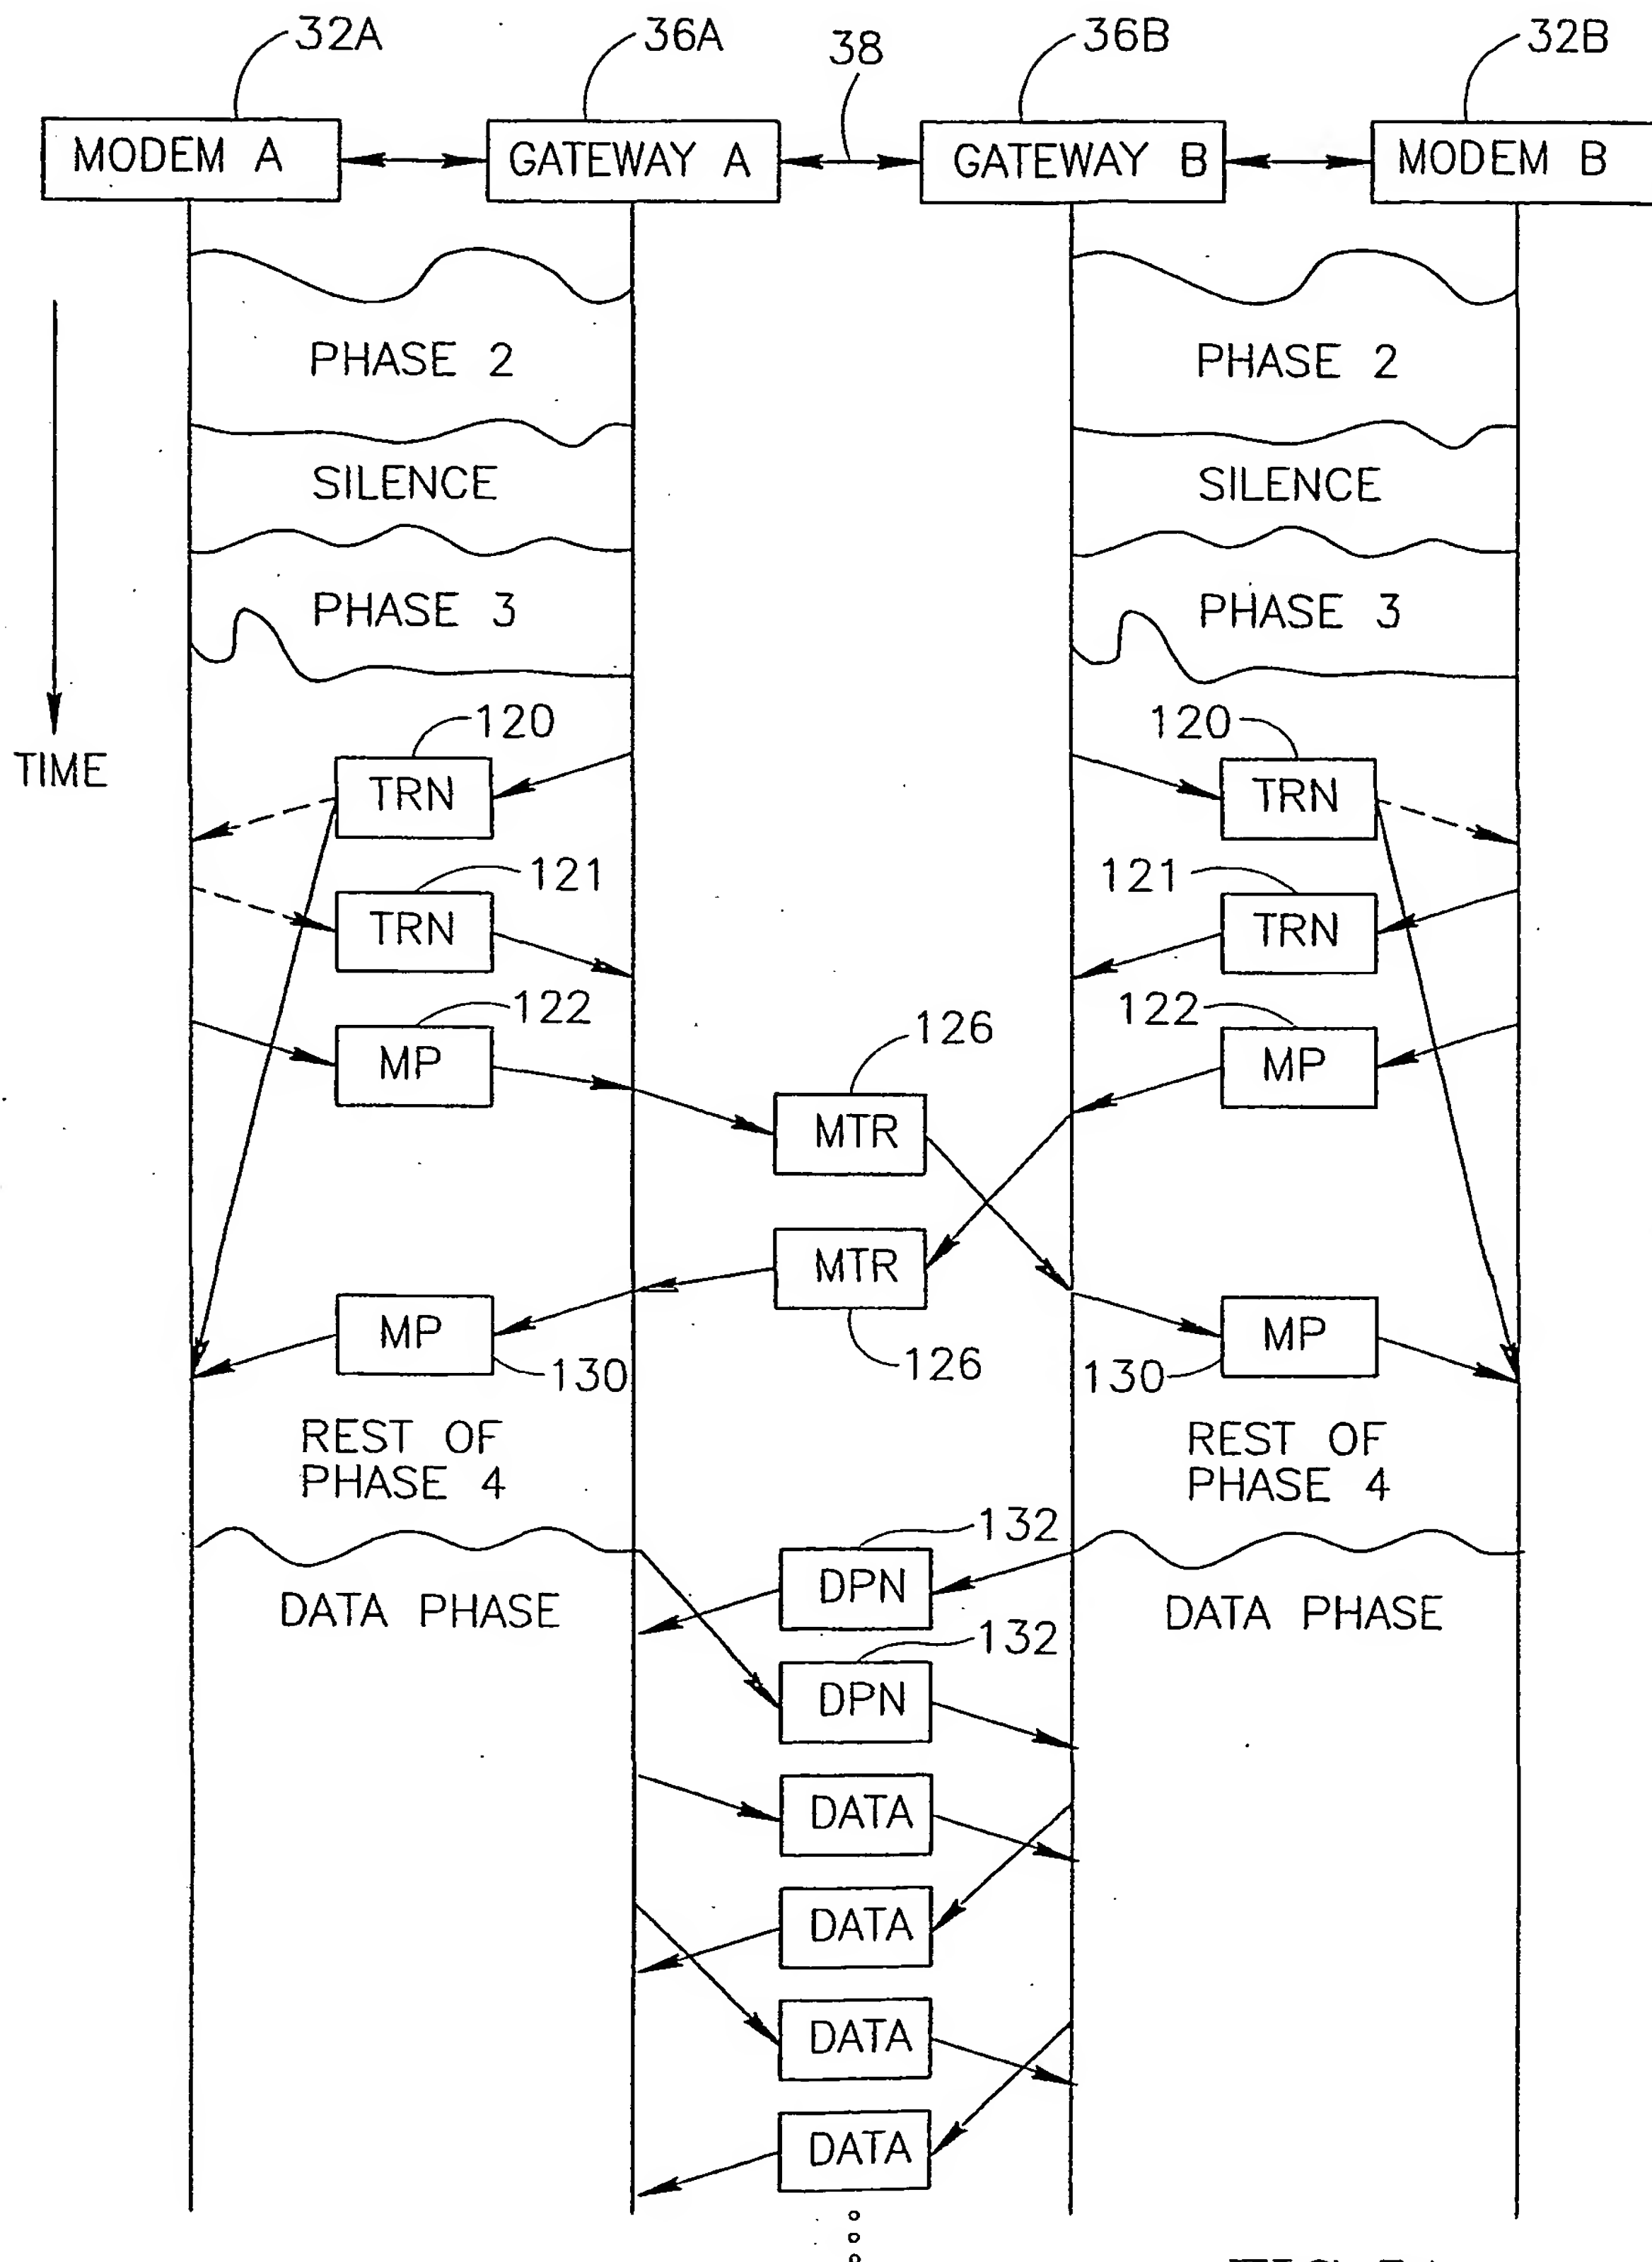 32A 36A 38 36B 32B
MODEM A GATEWAY A GATEWAY B MODEM B
PHASE 2 PHASE 2
SILENCE SILENCE
PHASE 3 PHASE 3
120 120
TIME TRN TRN
121 121
TRN TRN
122 122
126
MP MP
MTR
MTR
MP MP
130 126 130
REST OF REST OF
PHASE 4 PHASE 4
132
DPN
DATA PHASE DATA PHASE
132
DPN
DATA
DATA
DATA
DATA